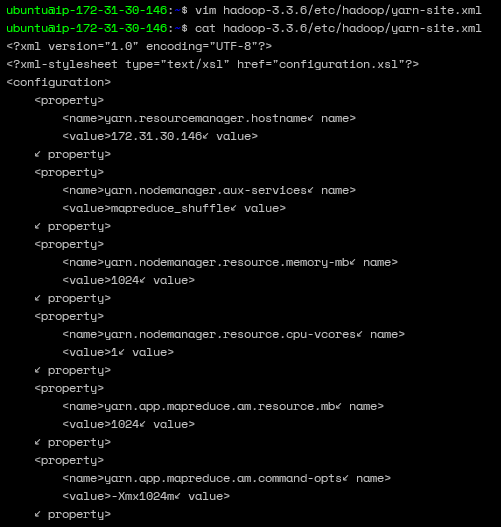 ubuntu@ip-172-31-30-146:~$ vim hadoop-3.3.6/etc/hadoop/yarn-site.xml
ubuntu@ip-172-31-30-146:~$ cat hadoop-3.3.6/etc/hadoop/yarn-site.xml
<?xml version="1.0" encoding="UTF-8"?>
<?xml-stylesheet type="text/xsl" href="configuration.xsl"?>
<configuration>
    <property>
        <name>yarn.resourcemanager.hostname↙ name>
        <value>172.31.30.146↙ value>
    ↙ property>
    <property>
        <name>yarn.nodemanager.aux-services↙ name>
        <value>mapreduce_shuffle↙ value>
    ↙ property>
    <property>
        <name>yarn.nodemanager.resource.memory-mb↙ name>
        <value>1024↙ value>
    ↙ property>
    <property>
        <name>yarn.nodemanager.resource.cpu-vcores↙ name>
        <value>1↙ value>
    ↙ property>
    <property>
        <name>yarn.app.mapreduce.am.resource.mb↙ name>
        <value>1024↙ value>
    ↙ property>
    <property>
        <name>yarn.app.mapreduce.am.command-opts↙ name>
        <value>-Xmx1024m↙ value>
    ↙ property>